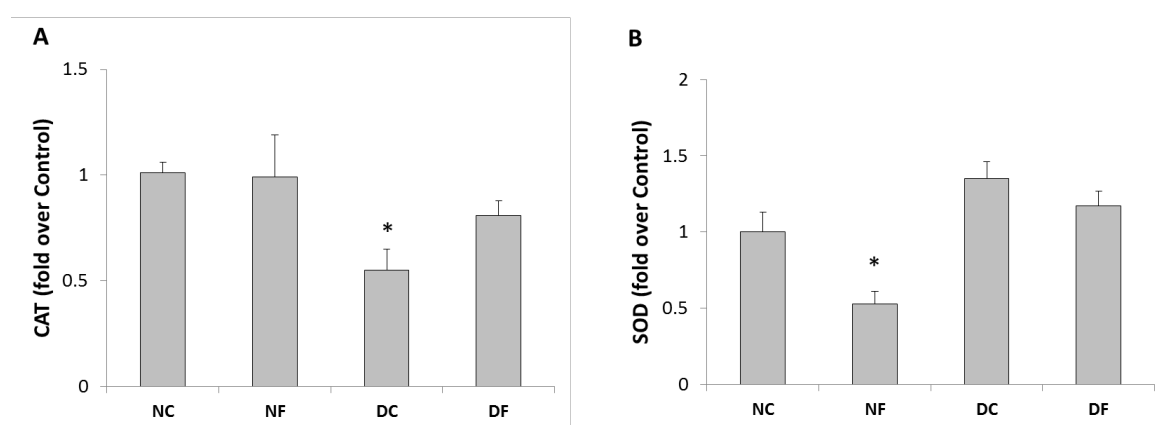 A
CAT (fold over Control)
1.5
1
0.5
0
*
NC NF DC DF
B
SOD (fold over Control)
2
1.5
1
0.5
0
*
NC NF DC DF